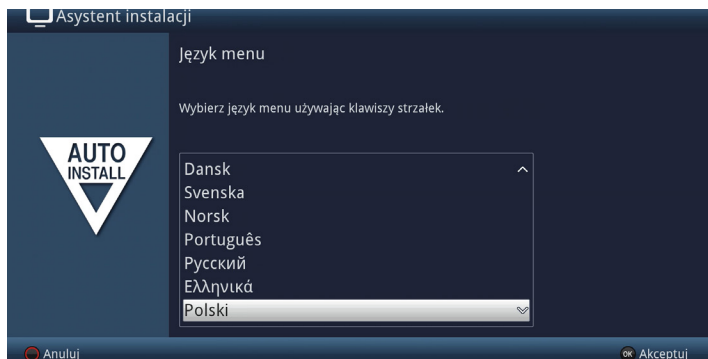 Asystent instalacji
Język menu
Wybierz język menu używając klawiszy strzałek.
AUTO
INSTALL
Dansk
Svenska
Norsk
Português
Русский
Ελληνικά
Polski
Anuluj
OK Akceptuj